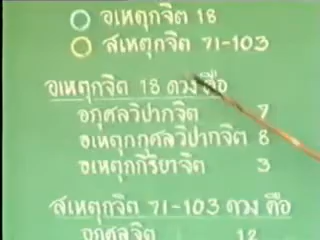 อเหตุกจิต 18
สเหตุกจิต 71-103
อเหตุกจิต 18 ดวง คือ
อกุศลวิปากจิต 7
อเหตุกกุศลวิปากจิต 8
อเหตุกกิริยาจิต 3
สเหตุกจิต 71-103 ดวง คือ
อกุศลจิต 12